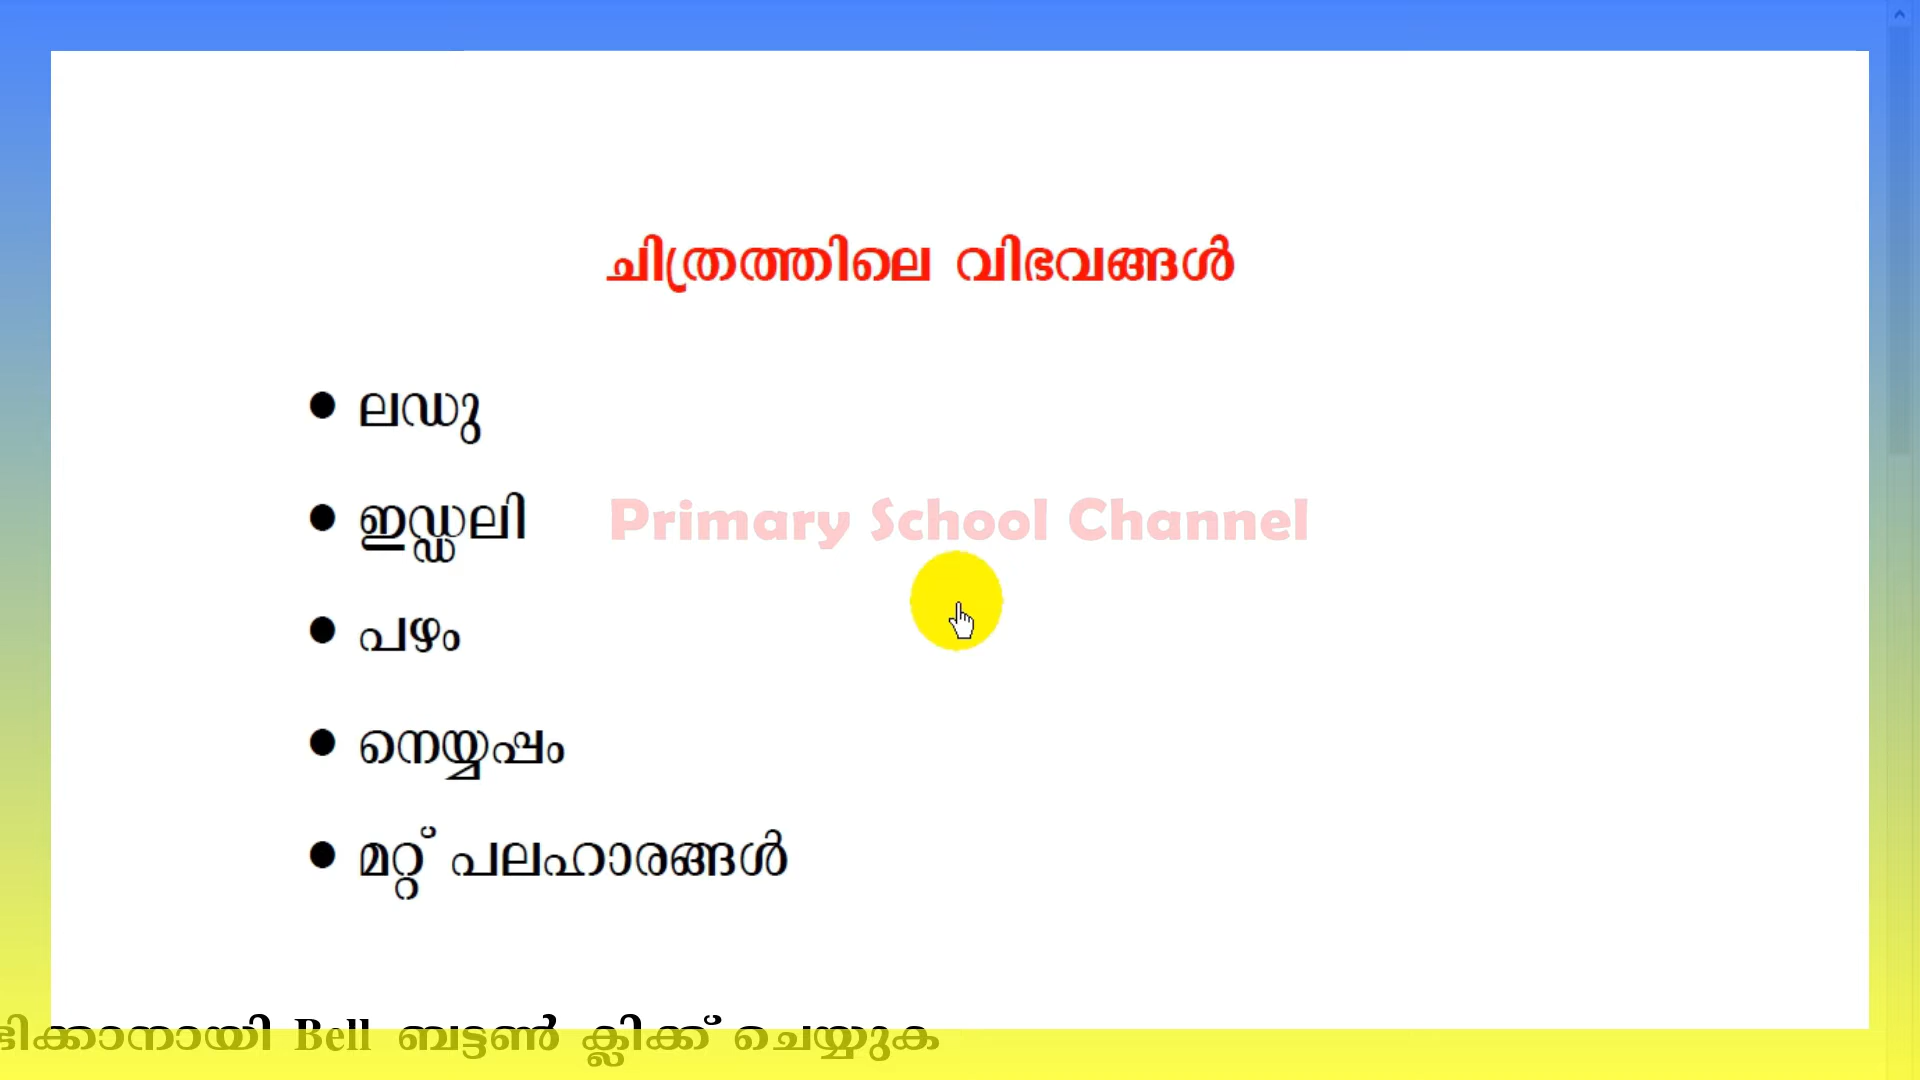 ചിത്രത്തിലെ വിഭവങ്ങൾ
● ലഡു
● ഇഡ്ഡലി
Primary School Channel
● പഴം
● നെയ്യപ്പം
● മറ്റ് പലഹാരങ്ങൾ
Bell ബട്ടൺ ക്ലിക്ക് ചെയ്യുക